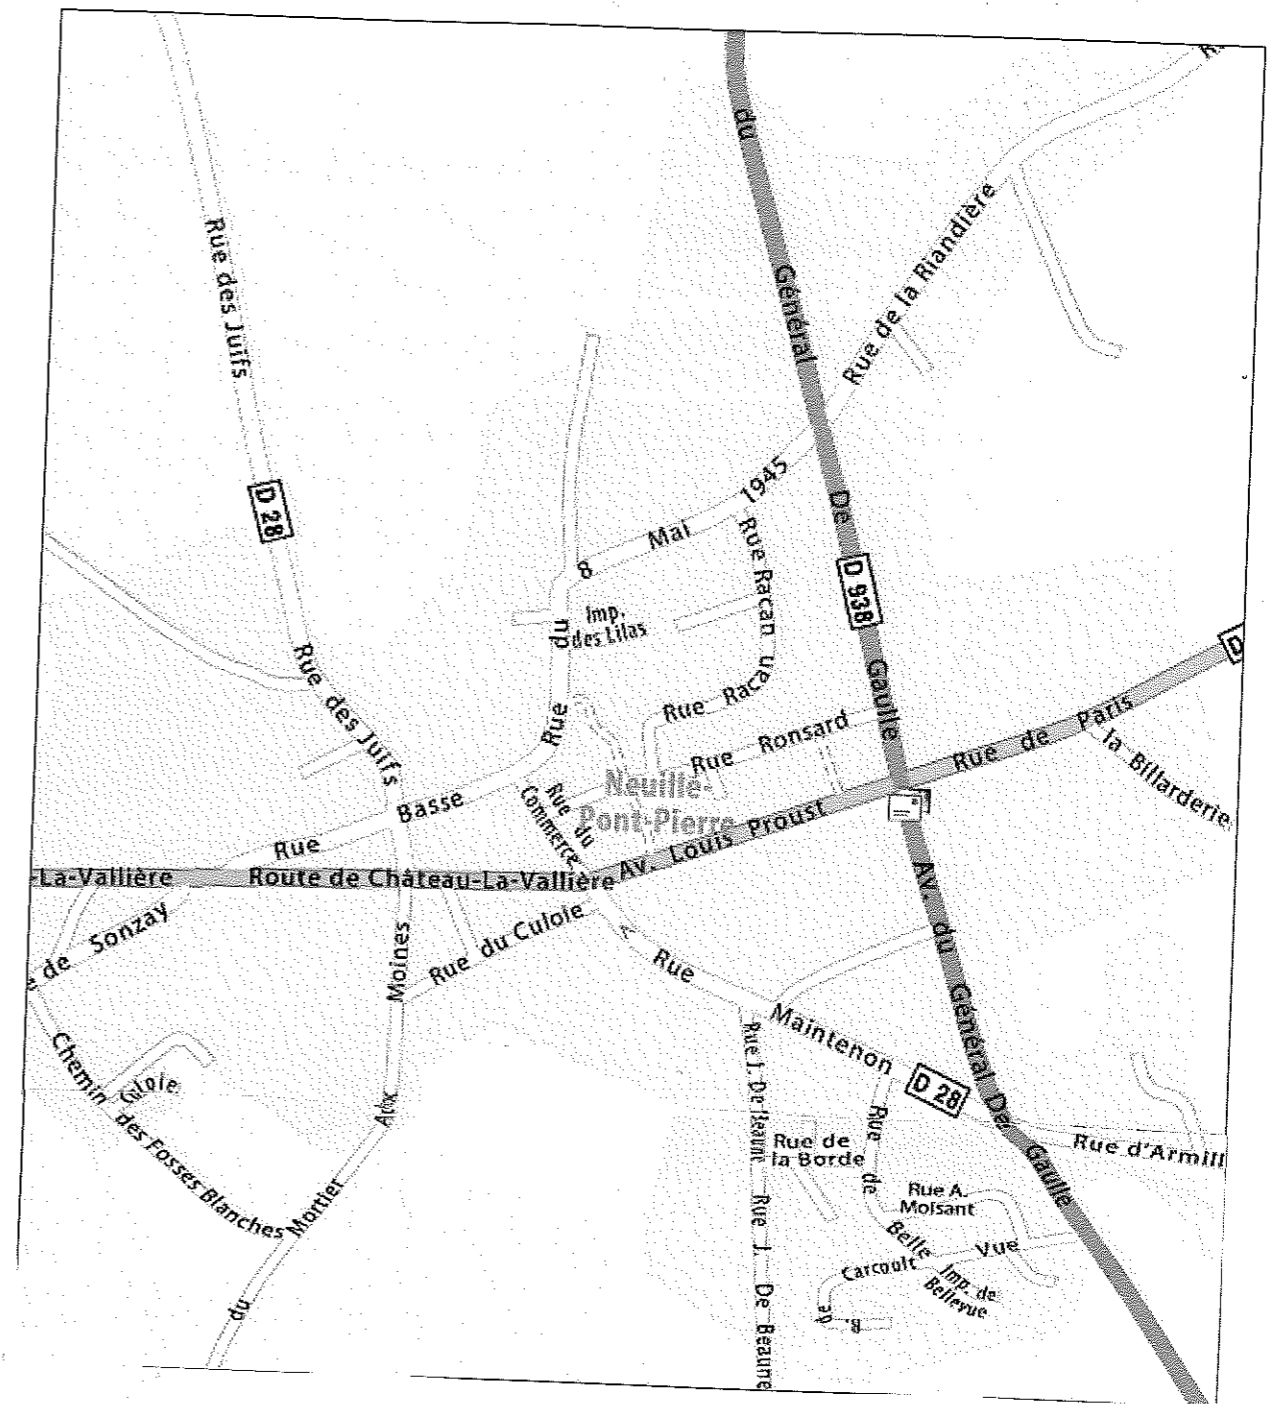 du Général De Gaulle
Rue de la Riandière
Rue des Juifs
D 28
1945
Mai
8
du
Rue
Imp.
des Lilas
Rue Racan
D 938
Rue des Juifs
Rue Racan
Rue Ronsard
Rue de Paris
la Billarderie
D
Neuillé-
Pont-Pierre
Rue du
Commerce
Rue Basse
Av. Louis Proust
-La-Vallière
Route de Château-La-Vallière
de Sonzay
Rue du Culoie
Av. du Général De Gaulle
Rue Maintenon
D 28
Moines
Aux
Mortier
du
Chemin des Fosses Blanches
Culoie
Rue J. De Beaune
Rue J. De Beaune
Rue de
la Borde
Rue de Belle Vue
Rue A.
Moisant
Rue d'Armill
Carcouit
de
R.
Imp. de
Bellevue